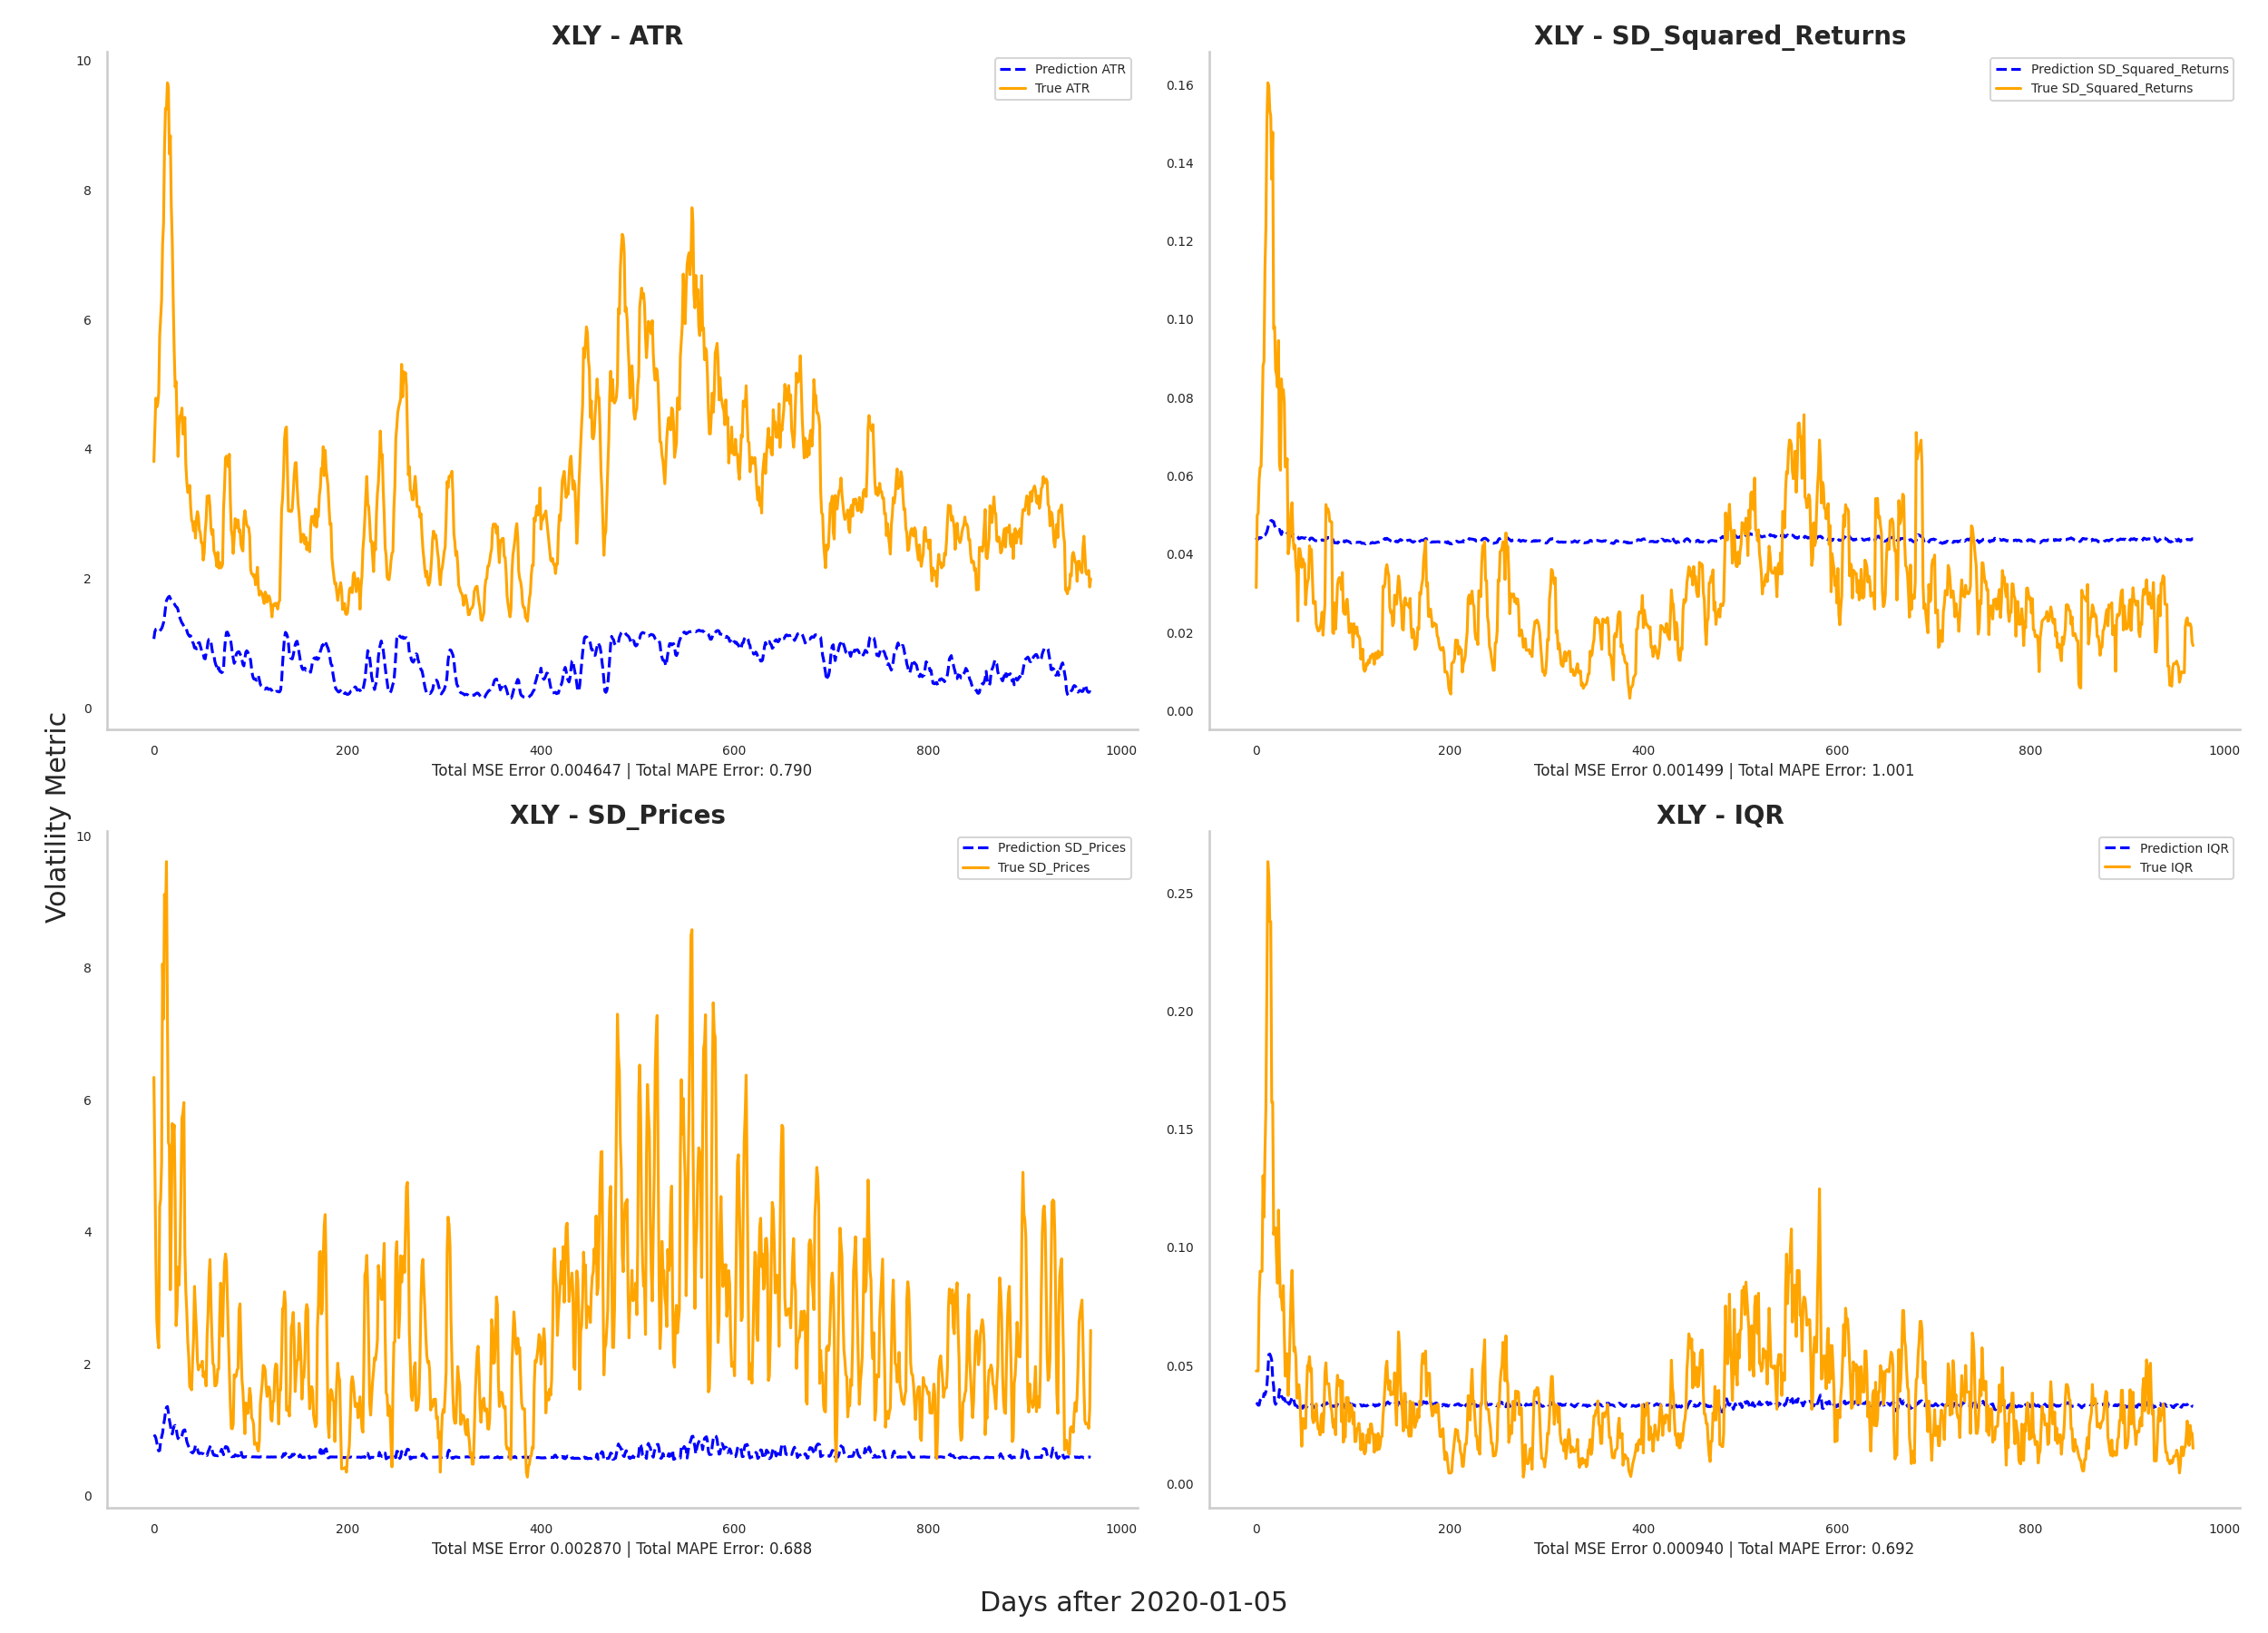 Volatility Metric
XLY - ATR
Prediction ATR
True ATR
10
8
6
4
2
0
0 200 400 600 800 1000
Total MSE Error 0.004647 | Total MAPE Error: 0.790
XLY - SD_Squared_Returns
Prediction SD_Squared_Returns
True SD_Squared_Returns
0.16
0.14
0.12
0.10
0.08
0.06
0.04
0.02
0.00
0 200 400 600 800 1000
Total MSE Error 0.001499 | Total MAPE Error: 1.001
XLY - SD_Prices
Prediction SD_Prices
True SD_Prices
10
8
6
4
2
0
0 200 400 600 800 1000
Total MSE Error 0.002870 | Total MAPE Error: 0.688
XLY - IQR
Prediction IQR
True IQR
0.25
0.20
0.15
0.10
0.05
0.00
0 200 400 600 800 1000
Total MSE Error 0.000940 | Total MAPE Error: 0.692
Days after 2020-01-05